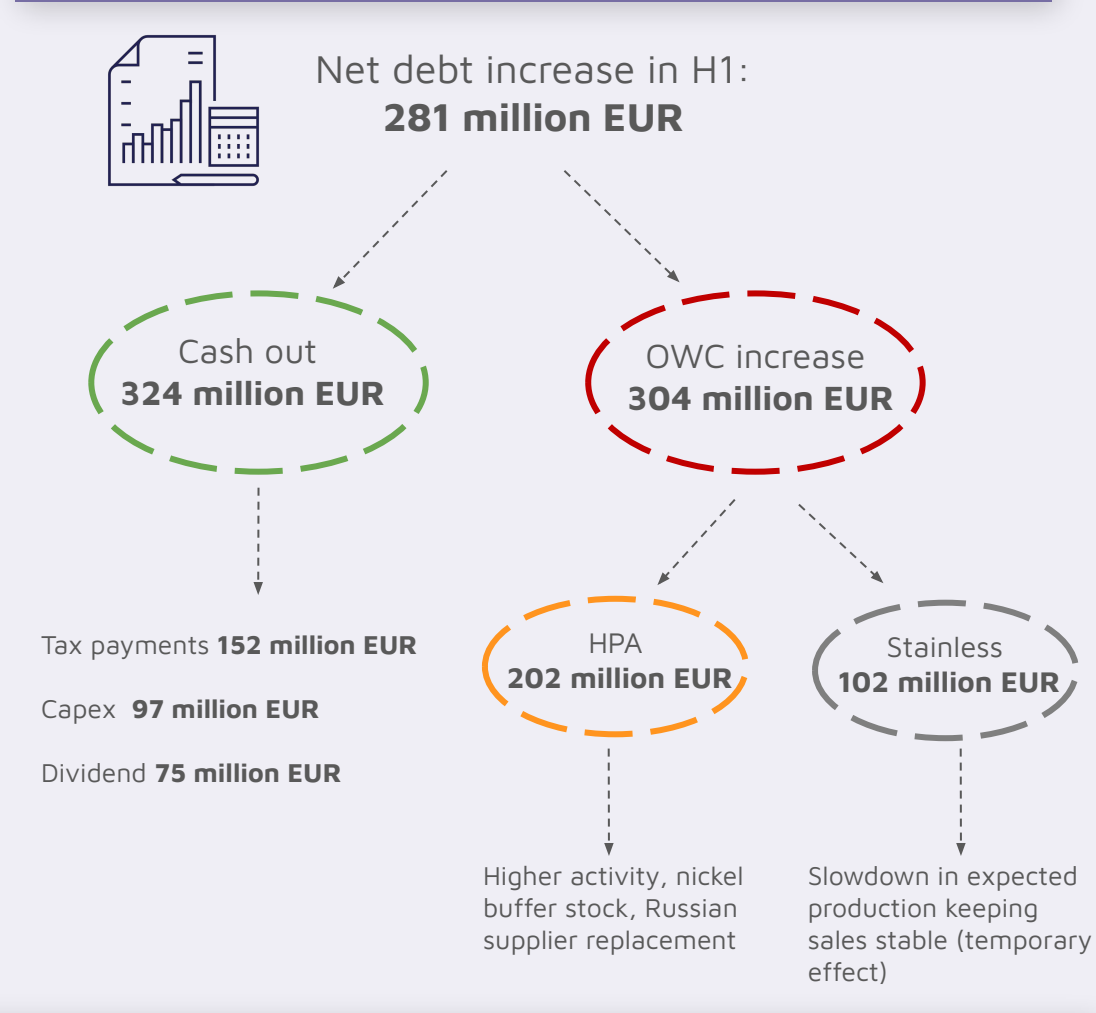 Net debt increase in H1:
281 million EUR
Cash out
324 million EUR
OWC increase
304 million EUR
Tax payments 152 million EUR
Capex 97 million EUR
Dividend 75 million EUR
HPA
202 million EUR
Stainless
102 million EUR
Higher activity, nickel
buffer stock, Russian
supplier replacement
Slowdown in expected
production keeping
sales stable (temporary
effect)